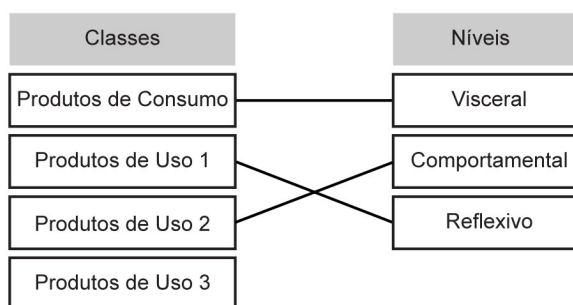 Classes
Níveis
Produtos de Consumo
Visceral
Produtos de Uso 1
Comportamental
Produtos de Uso 2
Reflexivo
Produtos de Uso 3